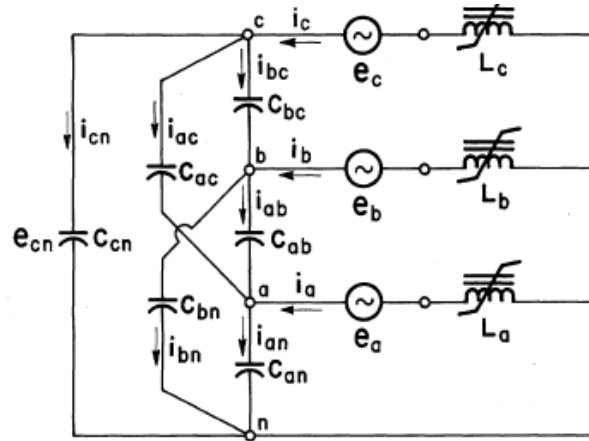 c i_c
e_c L_c
i_bc
C_bc
i_cn i_ac
C_ac b i_b
e_b L_b
i_ab
e_cn C_cn C_ab
a i_a
C_bn e_a L_a
i_bn i_an
C_an
n